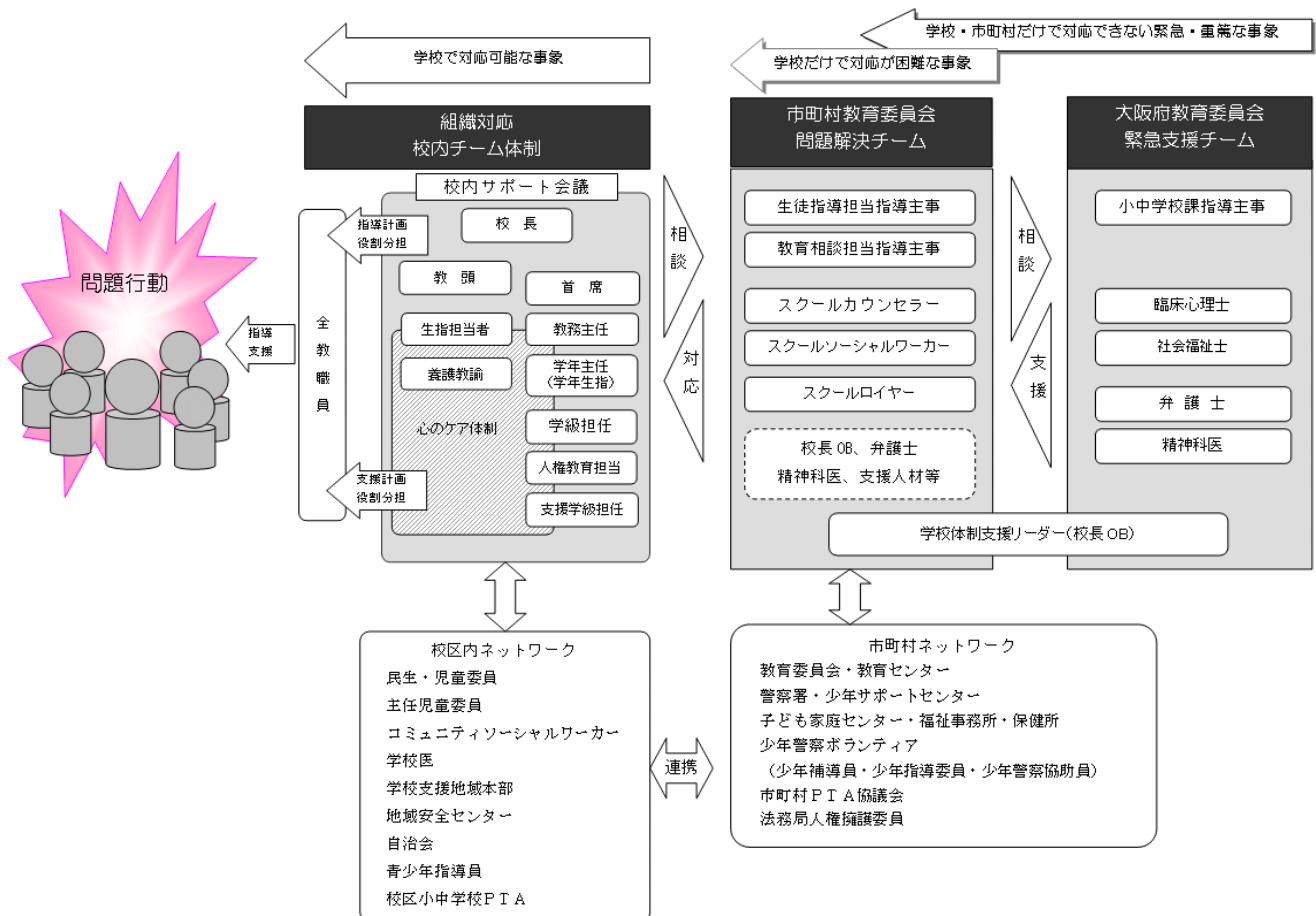 学校・市町村だけで対応できない緊急・重篤な事象
学校で対応可能な事象
学校だけで対応が困難な事象
組織対応
校内チーム体制
市町村教育委員会
問題解決チーム
大阪府教育委員会
緊急支援チーム
問題行動
指導
支援
全教職員
校内サポート会議
指導計画
役割分担
校 長
教 頭
首 席
生指担当者
教務主任
養護教諭
学年主任
(学年生指)
心のケア体制
学級担任
人権教育担当
支援計画
役割分担
支援学級担任
相談
対応
生徒指導担当指導主事
教育相談担当指導主事
スクールカウンセラー
スクールソーシャルワーカー
スクールロイヤー
校長OB、弁護士
精神科医、支援人材等
相談
支援
小中学校課指導主事
臨床心理士
社会福祉士
弁 護 士
精神科医
学校体制支援リーダー(校長OB)
校区内ネットワーク
民生・児童委員
主任児童委員
コミュニティソーシャルワーカー
学校医
学校支援地域本部
地域安全センター
自治会
青少年指導員
校区小中学校PTA
連携
市町村ネットワーク
教育委員会・教育センター
警察署・少年サポートセンター
子ども家庭センター・福祉事務所・保健所
少年警察ボランティア
(少年補導員・少年指導委員・少年警察協助員)
市町村PTA協議会
法務局人権擁護委員